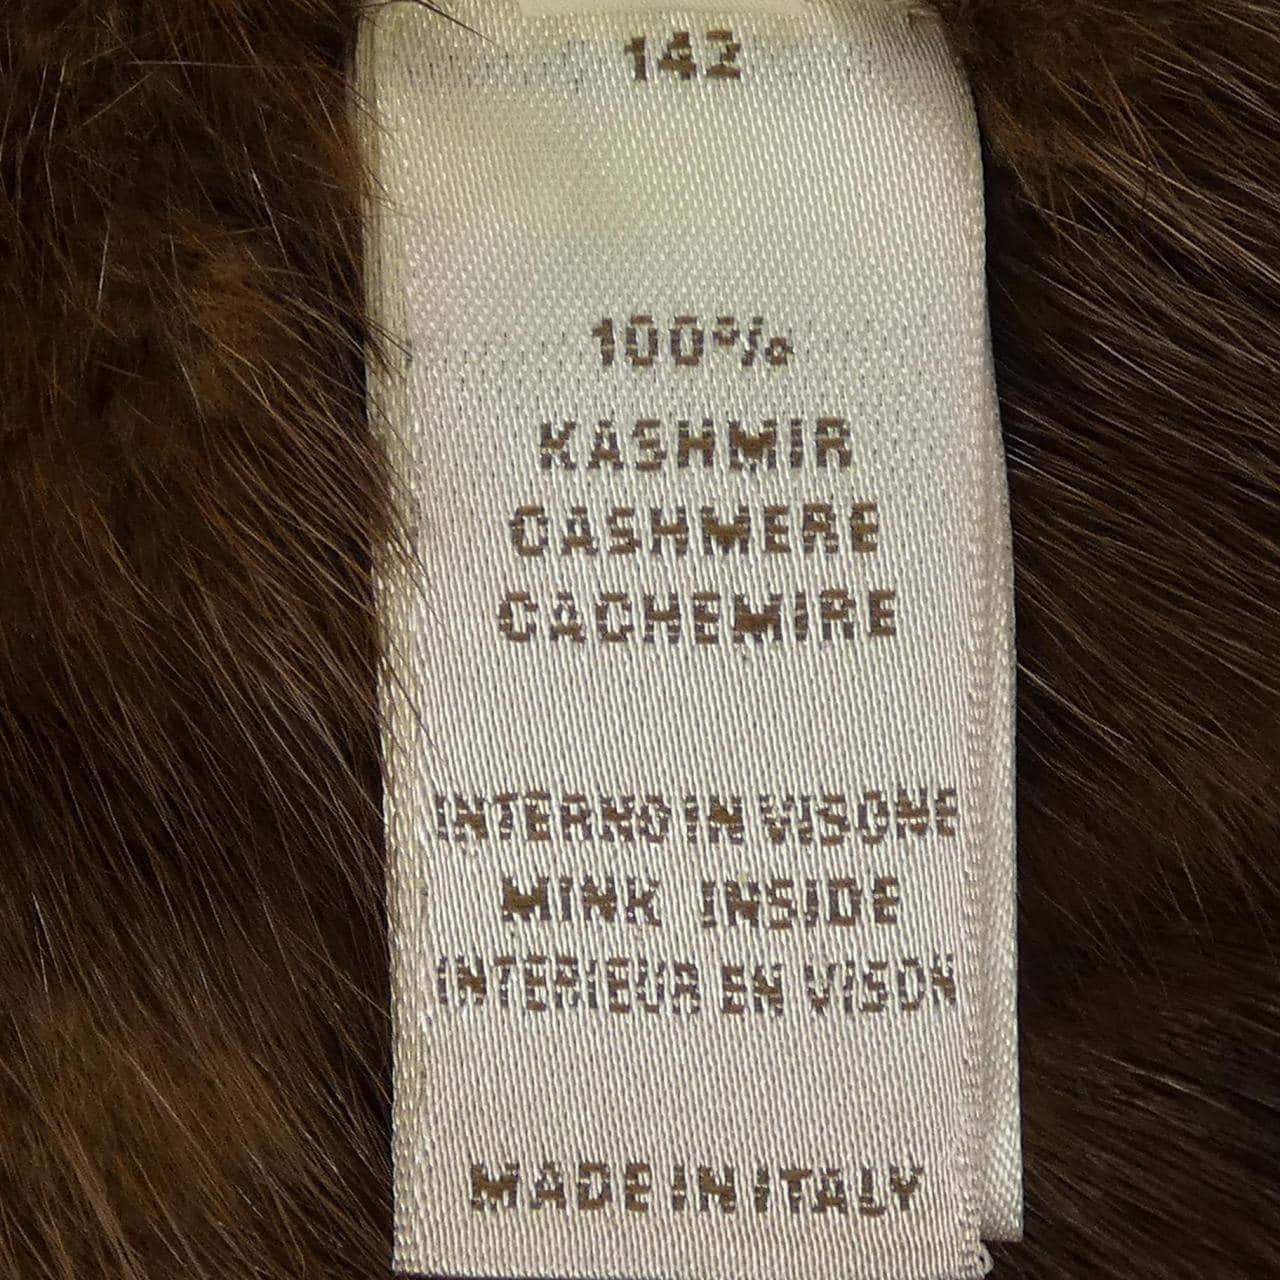 142
100%
KASHMIR
CASHMERE
CACHEMIRE
INTERNO IN VISONE
MINK INSIDE
INTERIEUR EN VISON
MADE IN ITALY